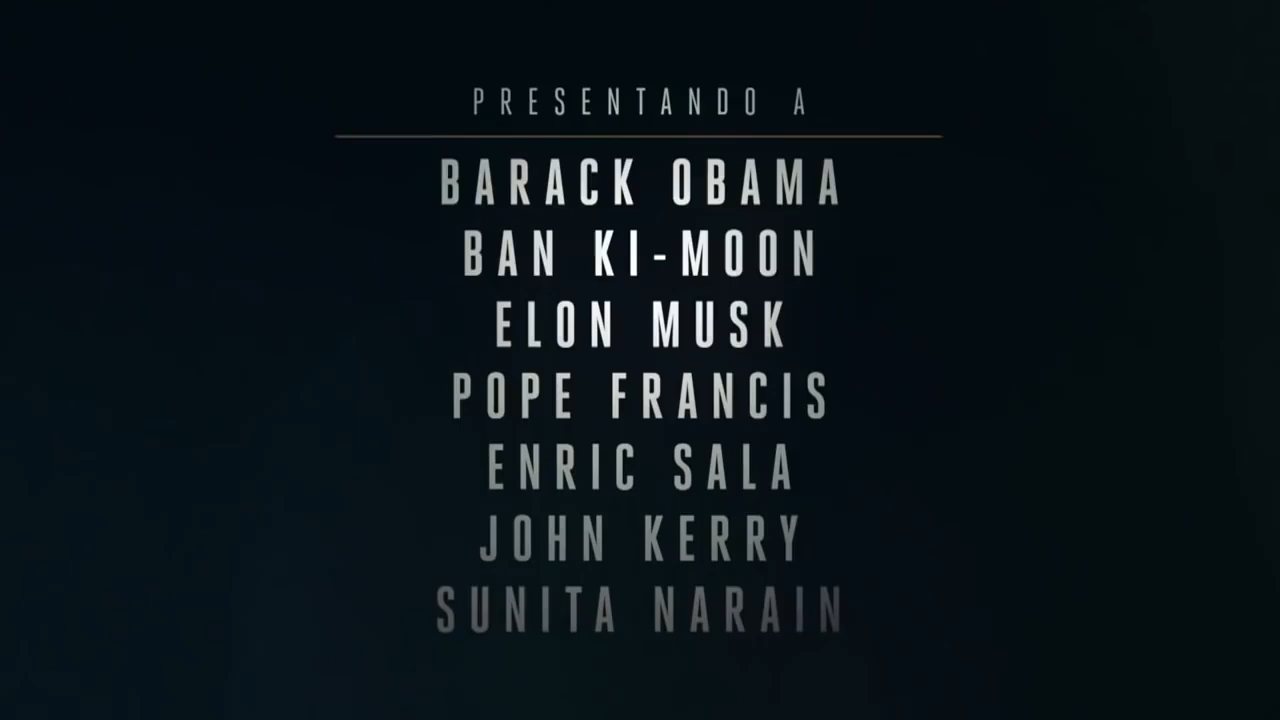 PRESENTANDO A
BARACK OBAMA
BAN KI-MOON
ELON MUSK
POPE FRANCIS
ENRIC SALA
JOHN KERRY
SUNITA NARAIN